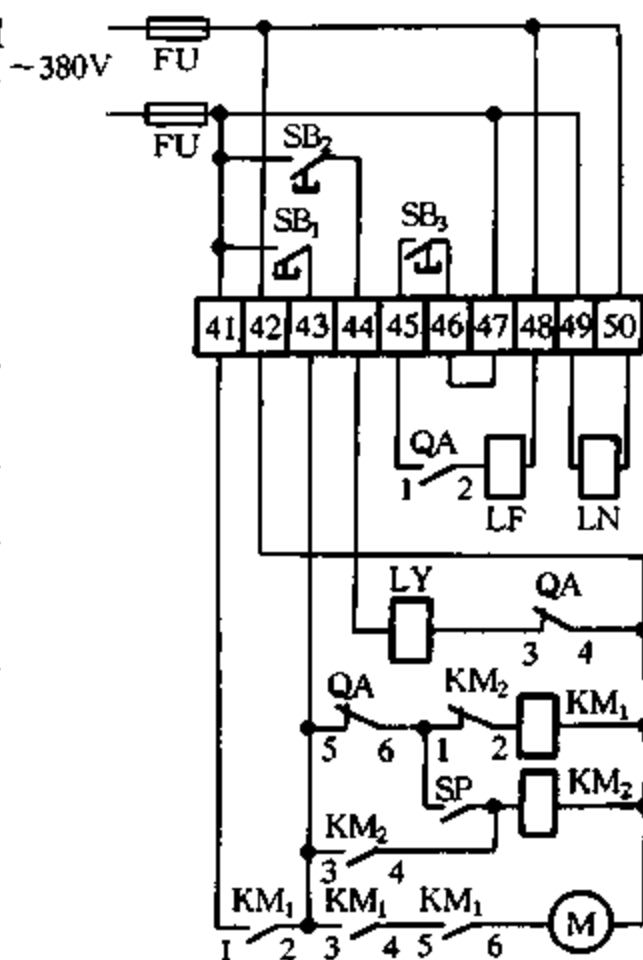 FU
~380V
FU
SB₂
SB₁
SB₃
41 42 43 44 45 46 47 48 49 50
QA
1 2
LF LN
LY
QA
3 4
QA
KM₂
KM₁
5 6 1 2
SP
KM₂
KM₂
3 4
KM₁ KM₁ KM₁
1 2 3 4 5 6
M